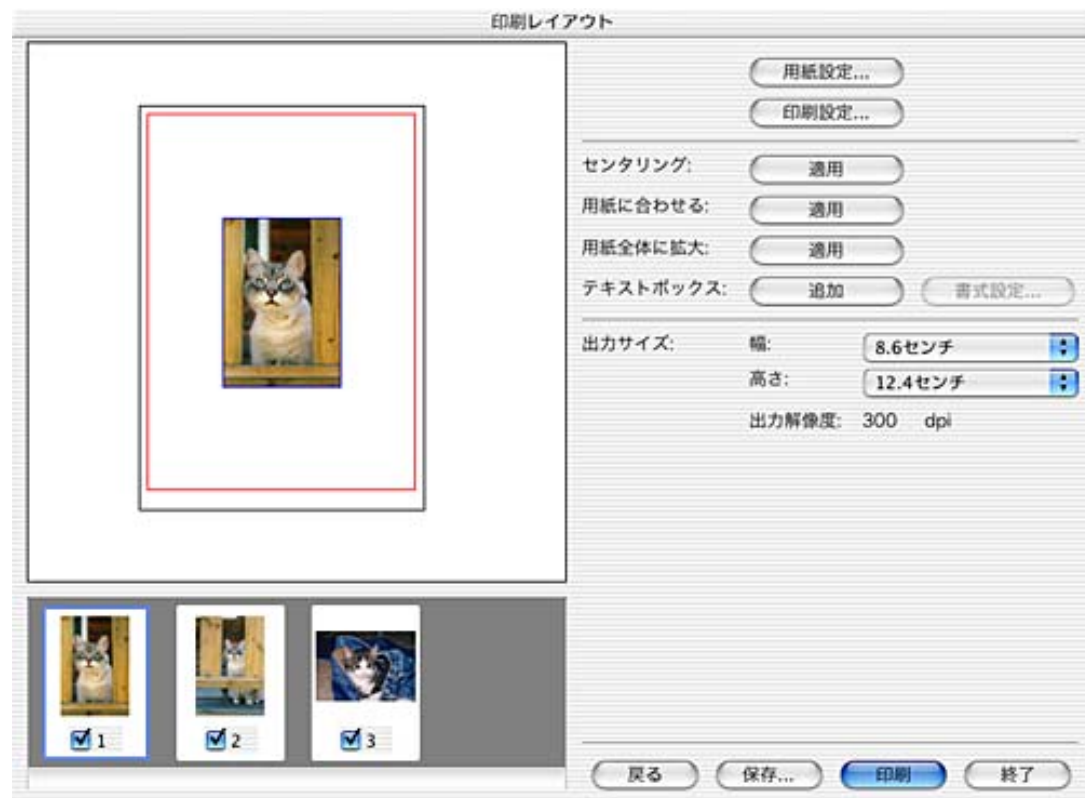 印刷レイアウト
用紙設定...
印刷設定...
センタリング: 適用
用紙に合わせる: 適用
用紙全体に拡大: 適用
テキストボックス: 追加 書式設定...
出力サイズ: 幅: 8.6センチ
高さ: 12.4センチ
出力解像度: 300 dpi
1 2 3
戻る 保存... 印刷 終了